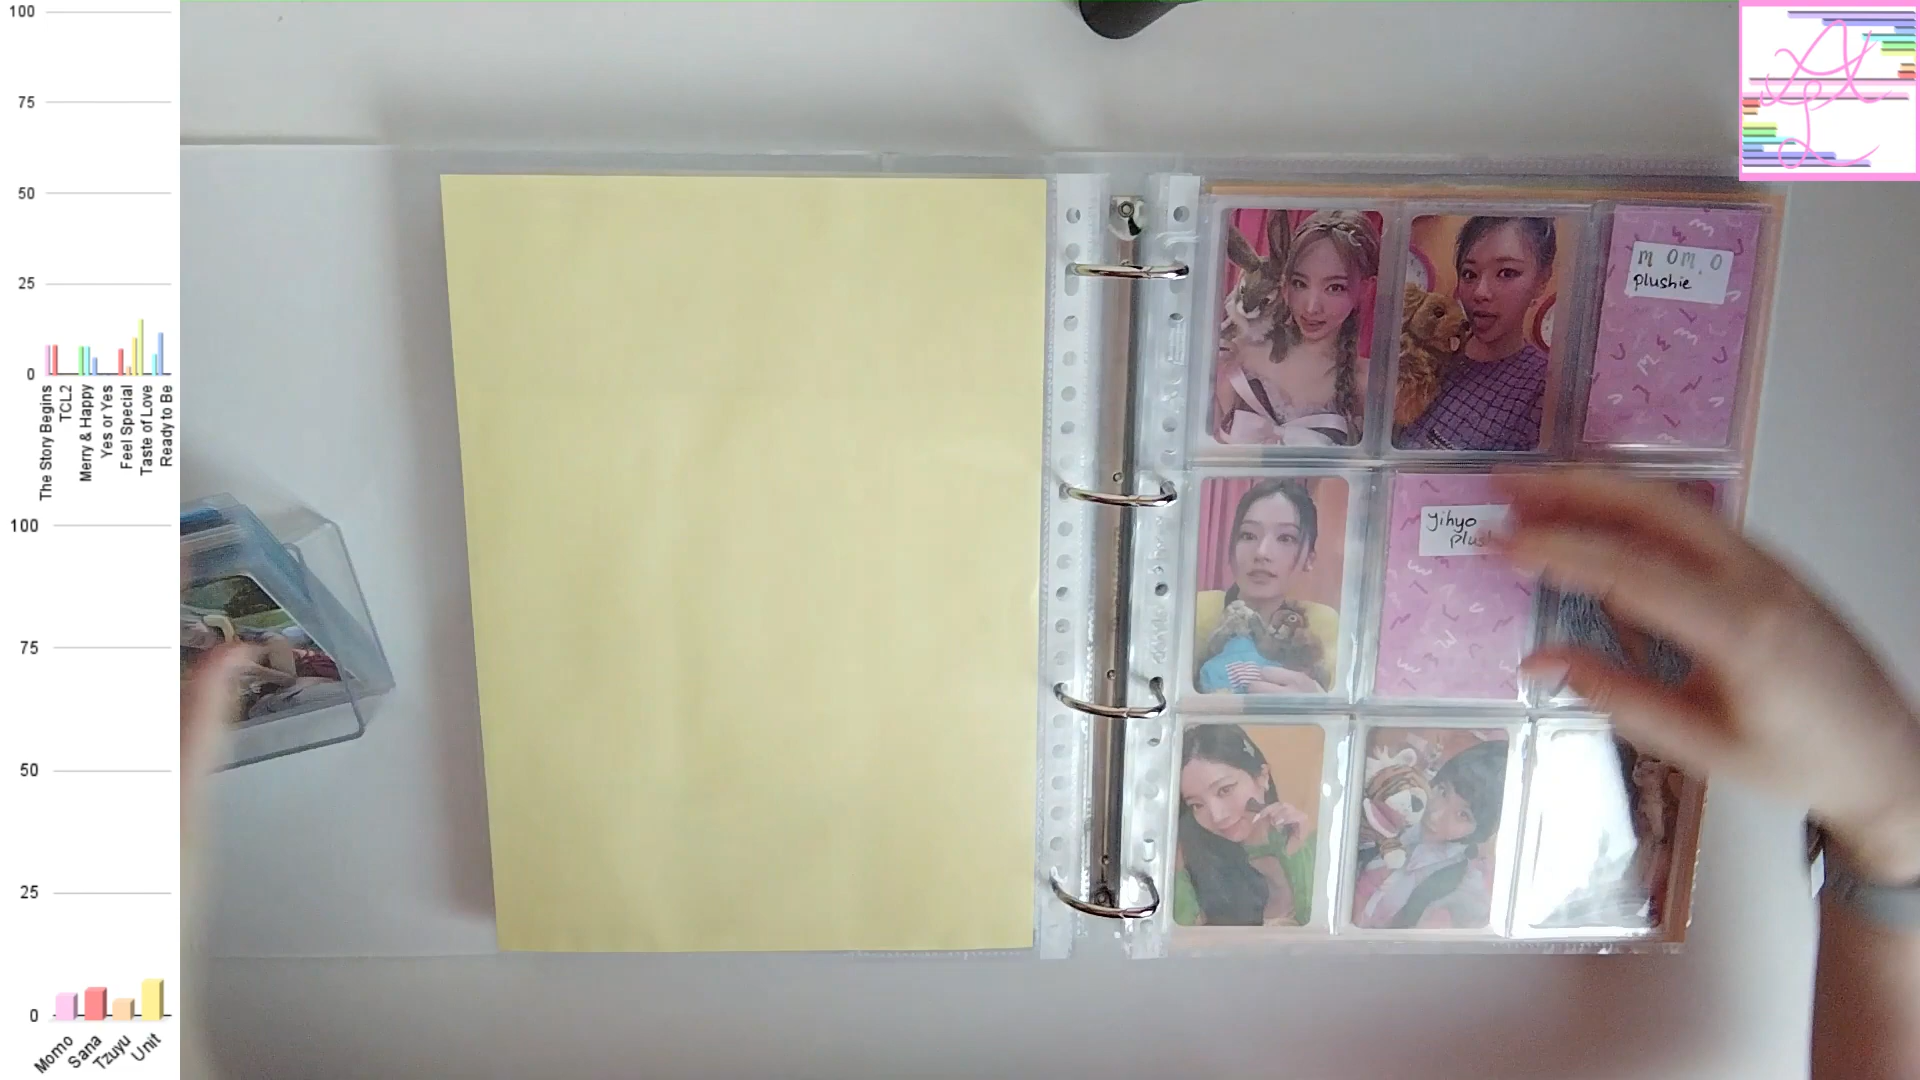 100
75
50
25
0
The Story Begins
TCL2
Merry & Happy
Yes or Yes
Feel Special
Taste of Love
Ready to Be
100
75
50
25
0
Momo
Sana
Tzuyu
Unit
m om.o
plushie
jihyo